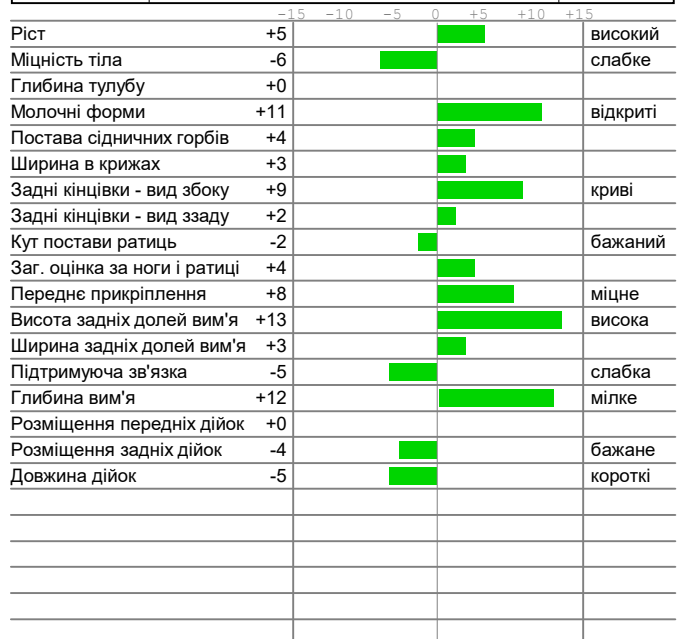 -15 -10 -5 0 +5 +10 +15
Ріст +5 високий
Міцність тіла -6 слабке
Глибина тулубу +0
Молочні форми +11 відкриті
Постава сідничних горбів +4
Ширина в крижах +3
Задні кінцівки - вид збоку +9 криві
Задні кінцівки - вид ззаду +2
Кут постави ратиць -2 бажаний
Заг. оцінка за ноги і ратиці +4
Переднє прикріплення +8 міцне
Висота задніх долей вим'я +13 висока
Ширина задніх долей вим'я +3
Підтримуюча зв'язка -5 слабка
Глибина вим'я +12 мілке
Розміщення передніх дійок +0
Розміщення задніх дійок -4 бажане
Довжина дійок -5 короткі